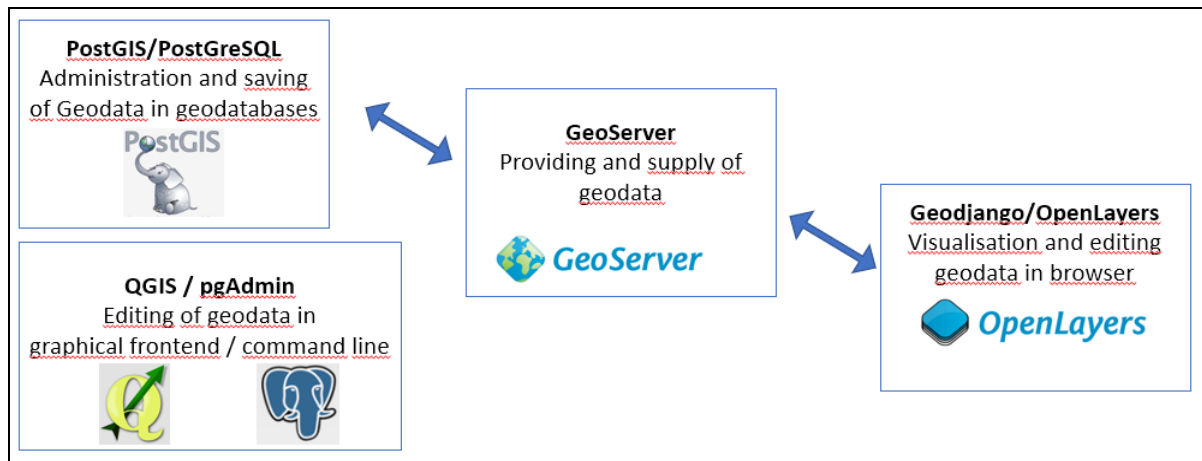 PostGIS/PostGreSQL
Administration and saving
of Geodata in geodatabases
PostGIS
QGIS / pgAdmin
Editing of geodata in
graphical frontend / command line
GeoServer
Providing and supply of
geodata
GeoServer
Geodjango/OpenLayers
Visualisation and editing
geodata in browser
OpenLayers